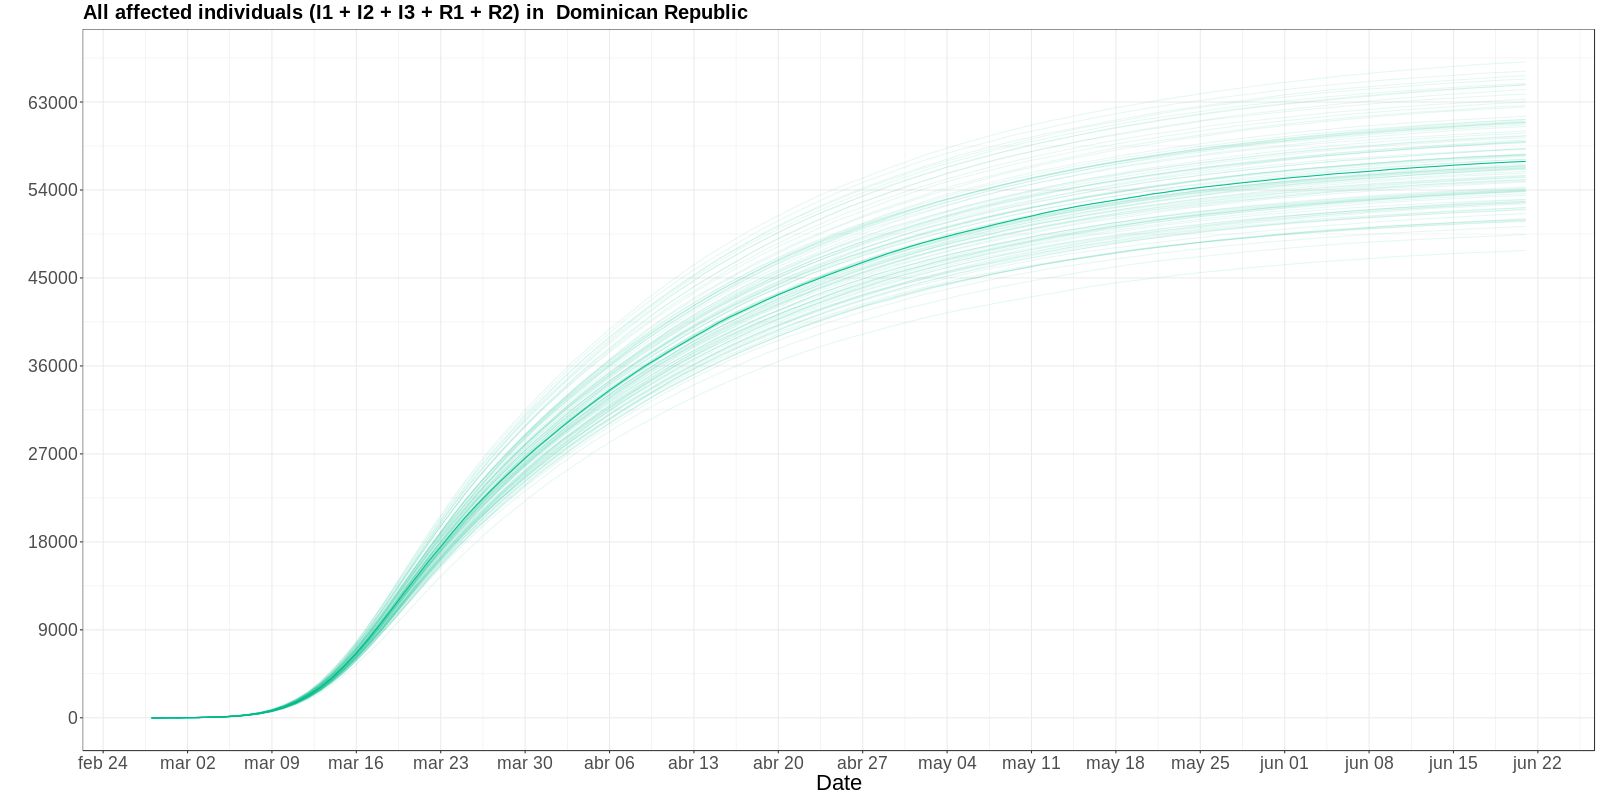 All affected individuals (I1 + I2 + I3 + R1 + R2) in  Dominican Republic
63000
54000
45000
36000
27000
18000
9000
0
feb 24 mar 02 mar 09 mar 16 mar 23 mar 30 abr 06 abr 13 abr 20 abr 27 may 04 may 11 may 18 may 25 jun 01 jun 08 jun 15 jun 22
Date